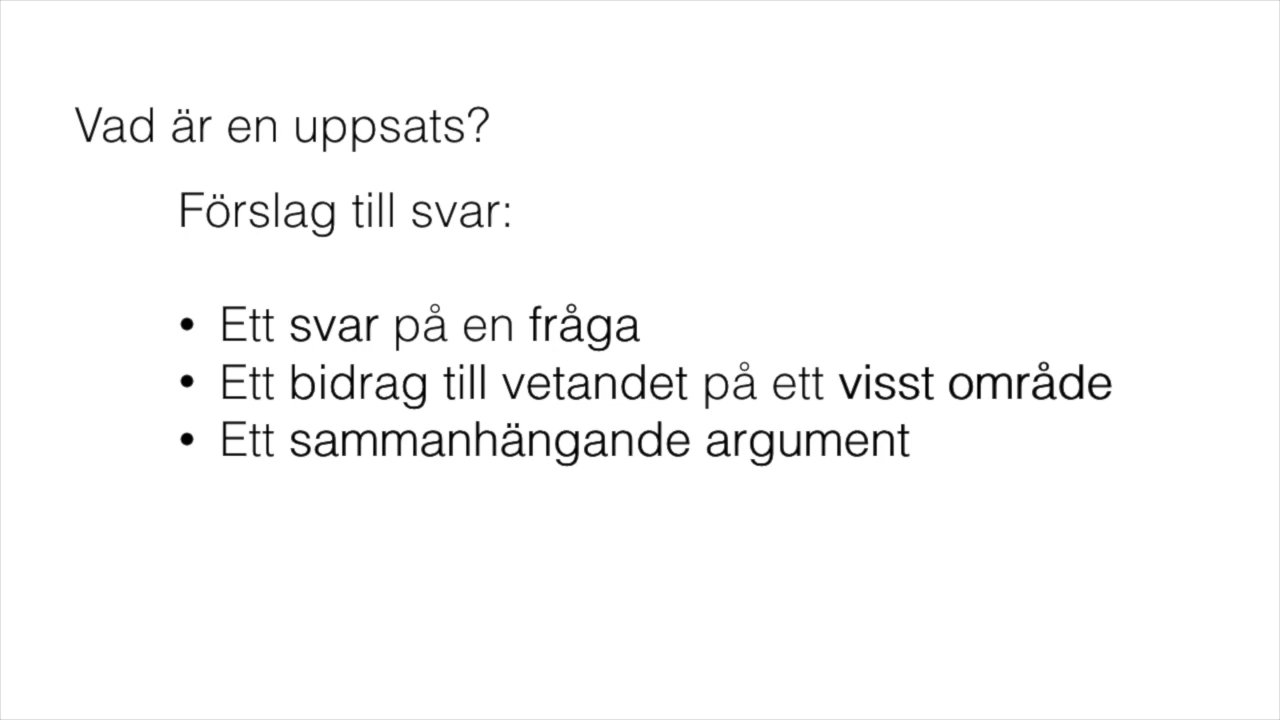 Vad är en uppsats?
Förslag till svar:
• Ett svar på en fråga
• Ett bidrag till vetandet på ett visst område
• Ett sammanhängande argument